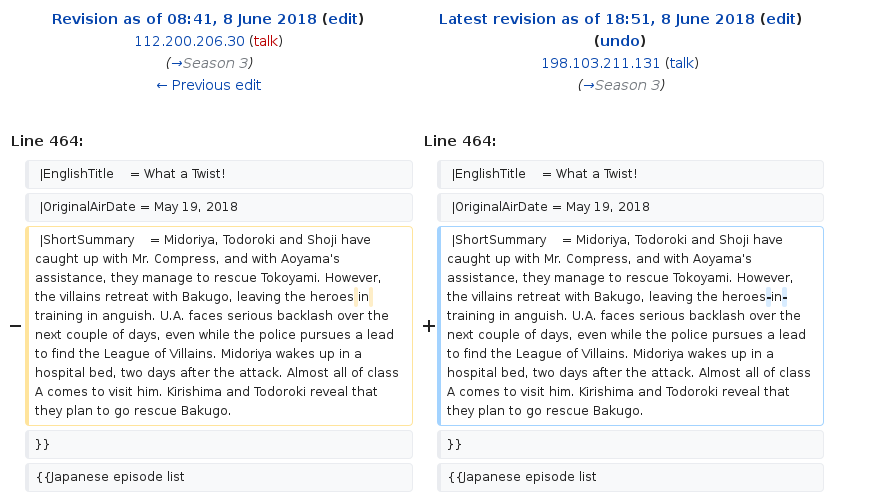 Revision as of 08:41, 8 June 2018 (edit)
112.200.206.30 (talk)
(→Season 3)
← Previous edit
Latest revision as of 18:51, 8 June 2018 (edit)
(undo)
198.103.211.131 (talk)
(→Season 3)
Line 464:
Line 464:
|EnglishTitle    = What a Twist!
|EnglishTitle    = What a Twist!
|OriginalAirDate = May 19, 2018
|OriginalAirDate = May 19, 2018
−
|ShortSummary    = Midoriya, Todoroki and Shoji have
caught up with Mr. Compress, and with Aoyama's
assistance, they manage to rescue Tokoyami. However,
the villains retreat with Bakugo, leaving the heroes in
training in anguish. U.A. faces serious backlash over the
next couple of days, even while the police pursues a lead
to find the League of Villains. Midoriya wakes up in a
hospital bed, two days after the attack. Almost all of class
A comes to visit him. Kirishima and Todoroki reveal that
they plan to go rescue Bakugo.
+
|ShortSummary    = Midoriya, Todoroki and Shoji have
caught up with Mr. Compress, and with Aoyama's
assistance, they manage to rescue Tokoyami. However,
the villains retreat with Bakugo, leaving the heroes-in-
training in anguish. U.A. faces serious backlash over the
next couple of days, even while the police pursues a lead
to find the League of Villains. Midoriya wakes up in a
hospital bed, two days after the attack. Almost all of class
A comes to visit him. Kirishima and Todoroki reveal that
they plan to go rescue Bakugo.
}}
}}
{{Japanese episode list
{{Japanese episode list